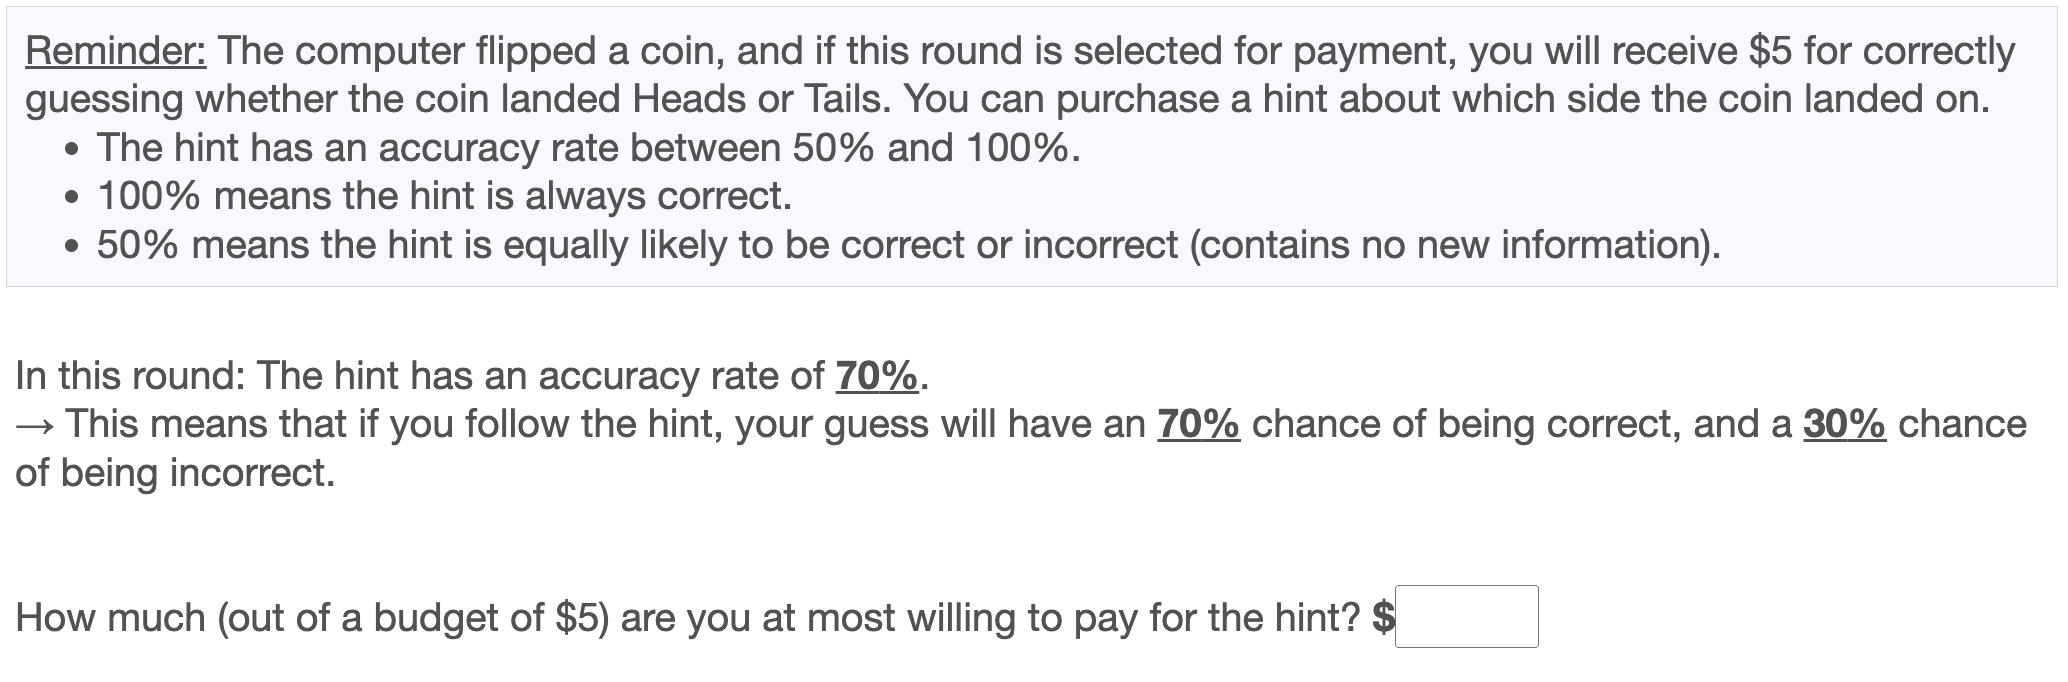 Reminder: The computer flipped a coin, and if this round is selected for payment, you will receive $5 for correctly
guessing whether the coin landed Heads or Tails. You can purchase a hint about which side the coin landed on.
• The hint has an accuracy rate between 50% and 100%.
• 100% means the hint is always correct.
• 50% means the hint is equally likely to be correct or incorrect (contains no new information).
In this round: The hint has an accuracy rate of 70%.
→ This means that if you follow the hint, your guess will have an 70% chance of being correct, and a 30% chance
of being incorrect.
How much (out of a budget of $5) are you at most willing to pay for the hint? $